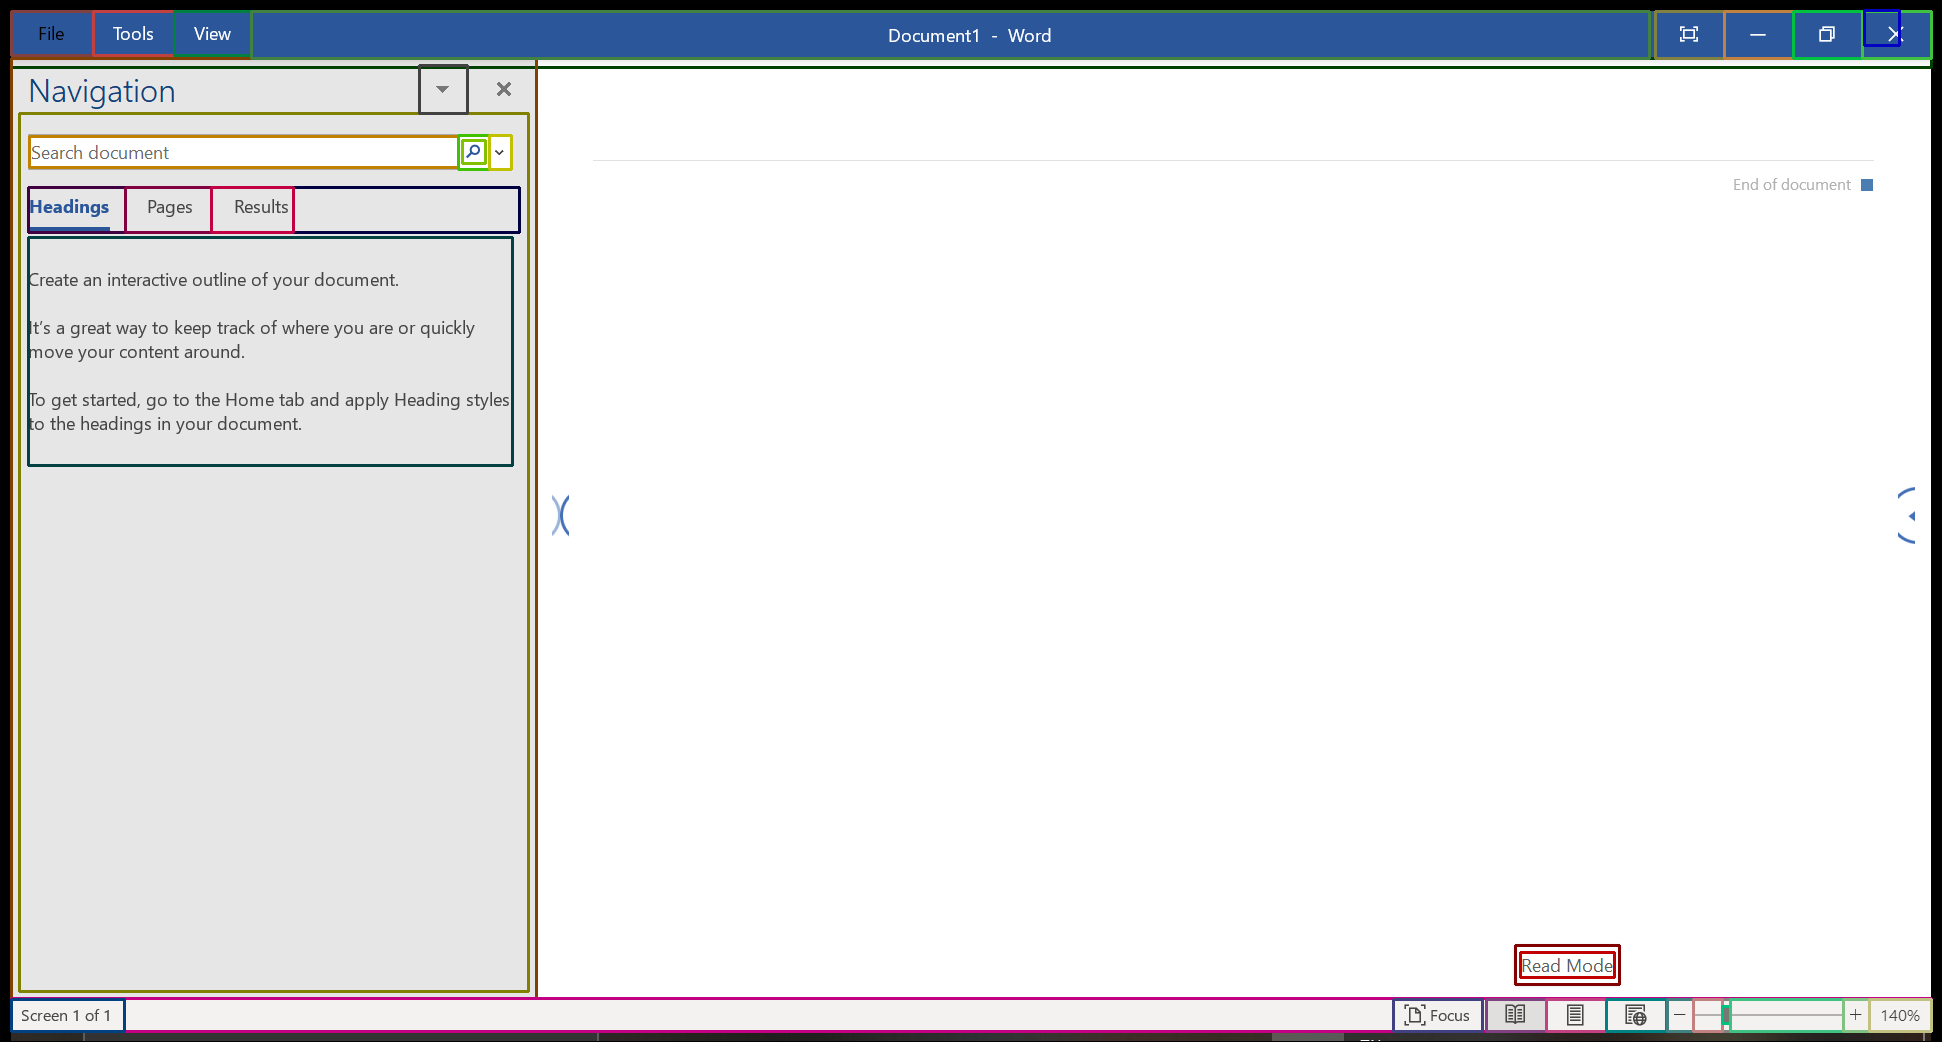 File Tools View Document1 - Word
Navigation
Search document
Headings Pages Results
Create an interactive outline of your document.
It's a great way to keep track of where you are or quickly
move your content around.
To get started, go to the Home tab and apply Heading styles
to the headings in your document.
End of document
Read Mode
Screen 1 of 1 Focus 140%